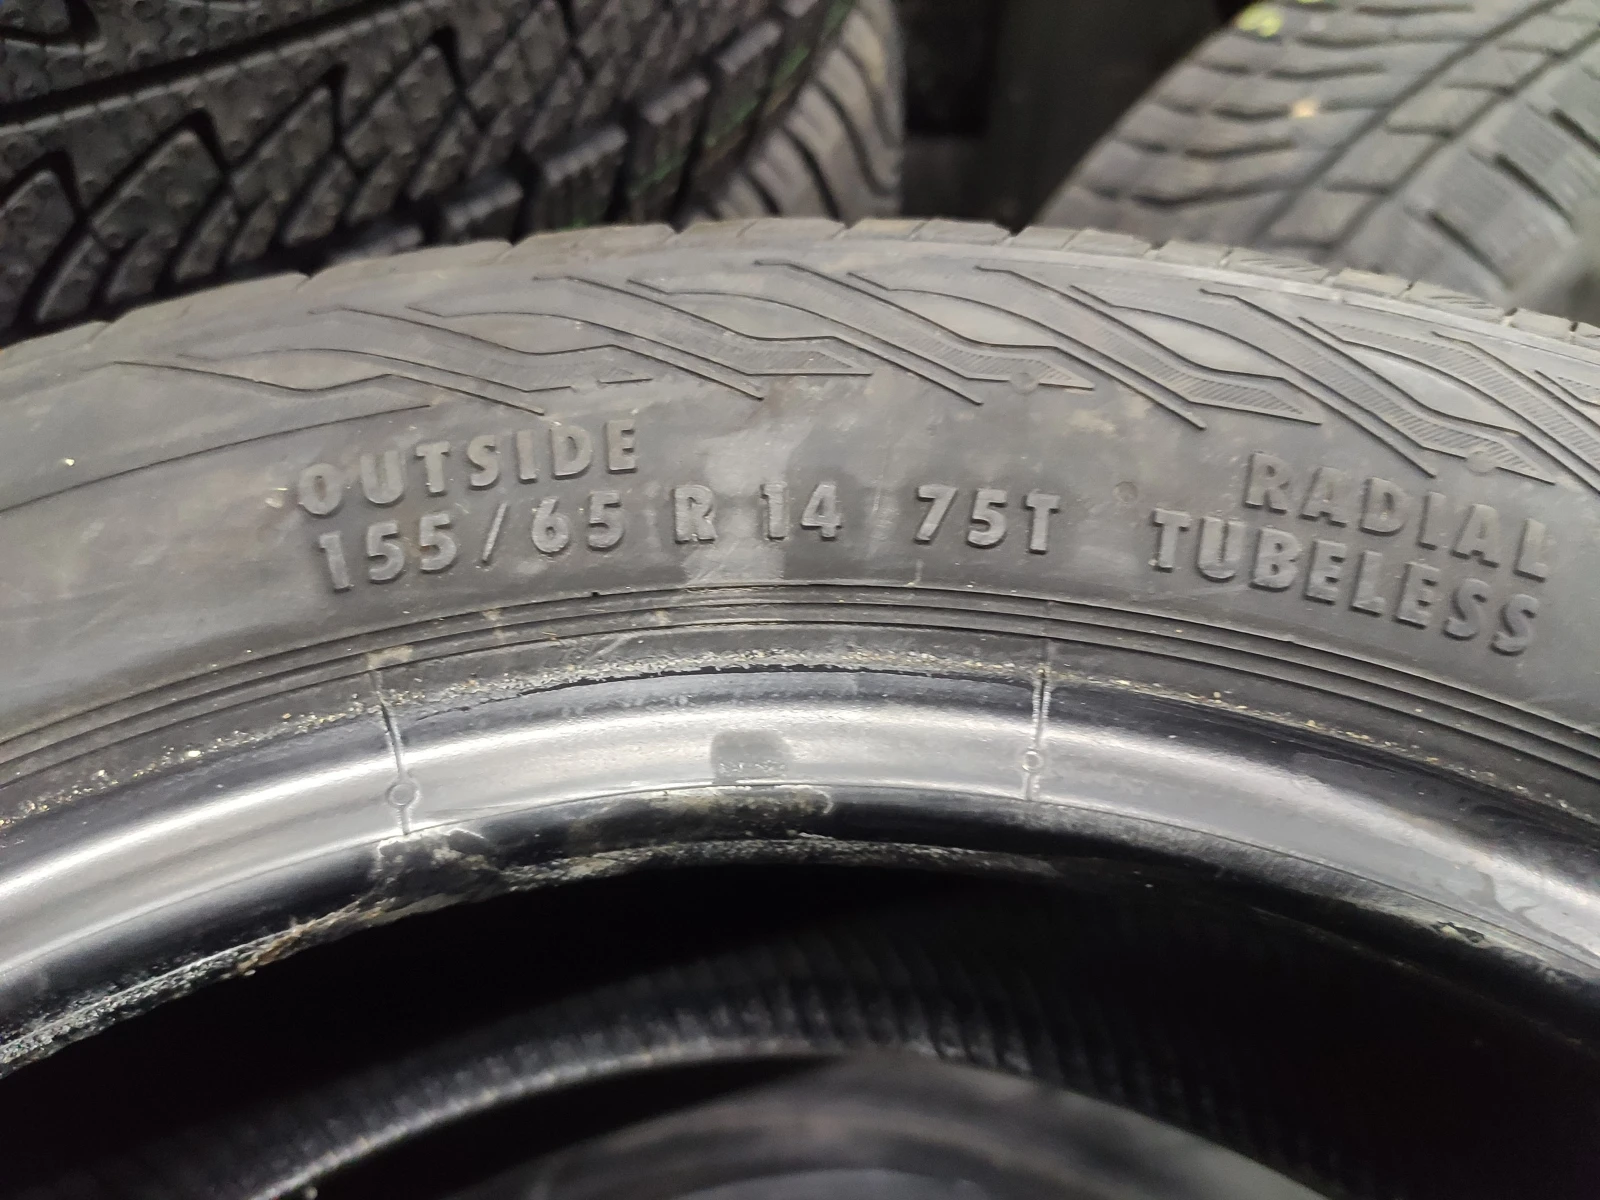 OUTSIDE
155/65 R 14 75T
RADIAL
TUBELESS